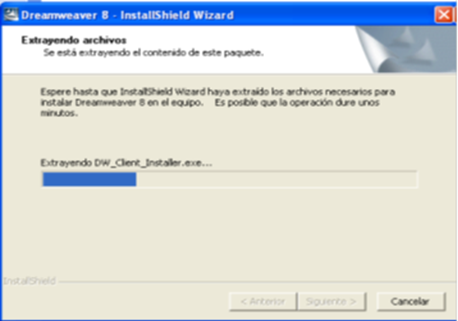 Dreamweaver 8 - InstallShield Wizard
Extrayendo archivos
Se está extrayendo el contenido de este paquete.
Espere hasta que InstallShield Wizard haya extraído los archivos necesarios para
instalar Dreamweaver 8 en el equipo. Es posible que la operación dure unos
minutos.
Extrayendo DW_Client_Installer.exe...
InstallShield
< Anterior Siguiente > Cancelar